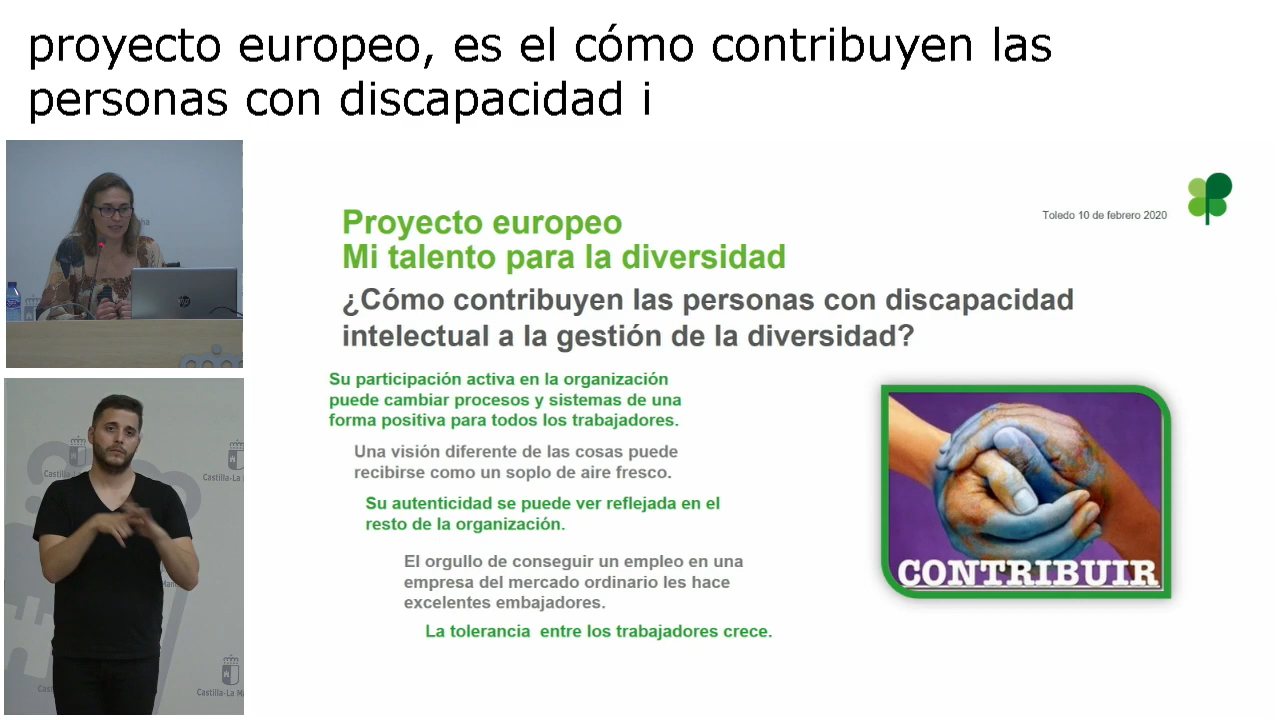 proyecto europeo, es el cómo contribuyen las
personas con discapacidad i
Toledo 10 de febrero 2020
Proyecto europeo
Mi talento para la diversidad
¿Cómo contribuyen las personas con discapacidad
intelectual a la gestión de la diversidad?
Su participación activa en la organización
puede cambiar procesos y sistemas de una
forma positiva para todos los trabajadores.
Una visión diferente de las cosas puede
recibirse como un soplo de aire fresco.
Su autenticidad se puede ver reflejada en el
resto de la organización.
El orgullo de conseguir un empleo en una
empresa del mercado ordinario les hace
excelentes embajadores.
La tolerancia entre los trabajadores crece.
CONTRIBUIR
hp
Castilla-La M
Castilla-La Ma